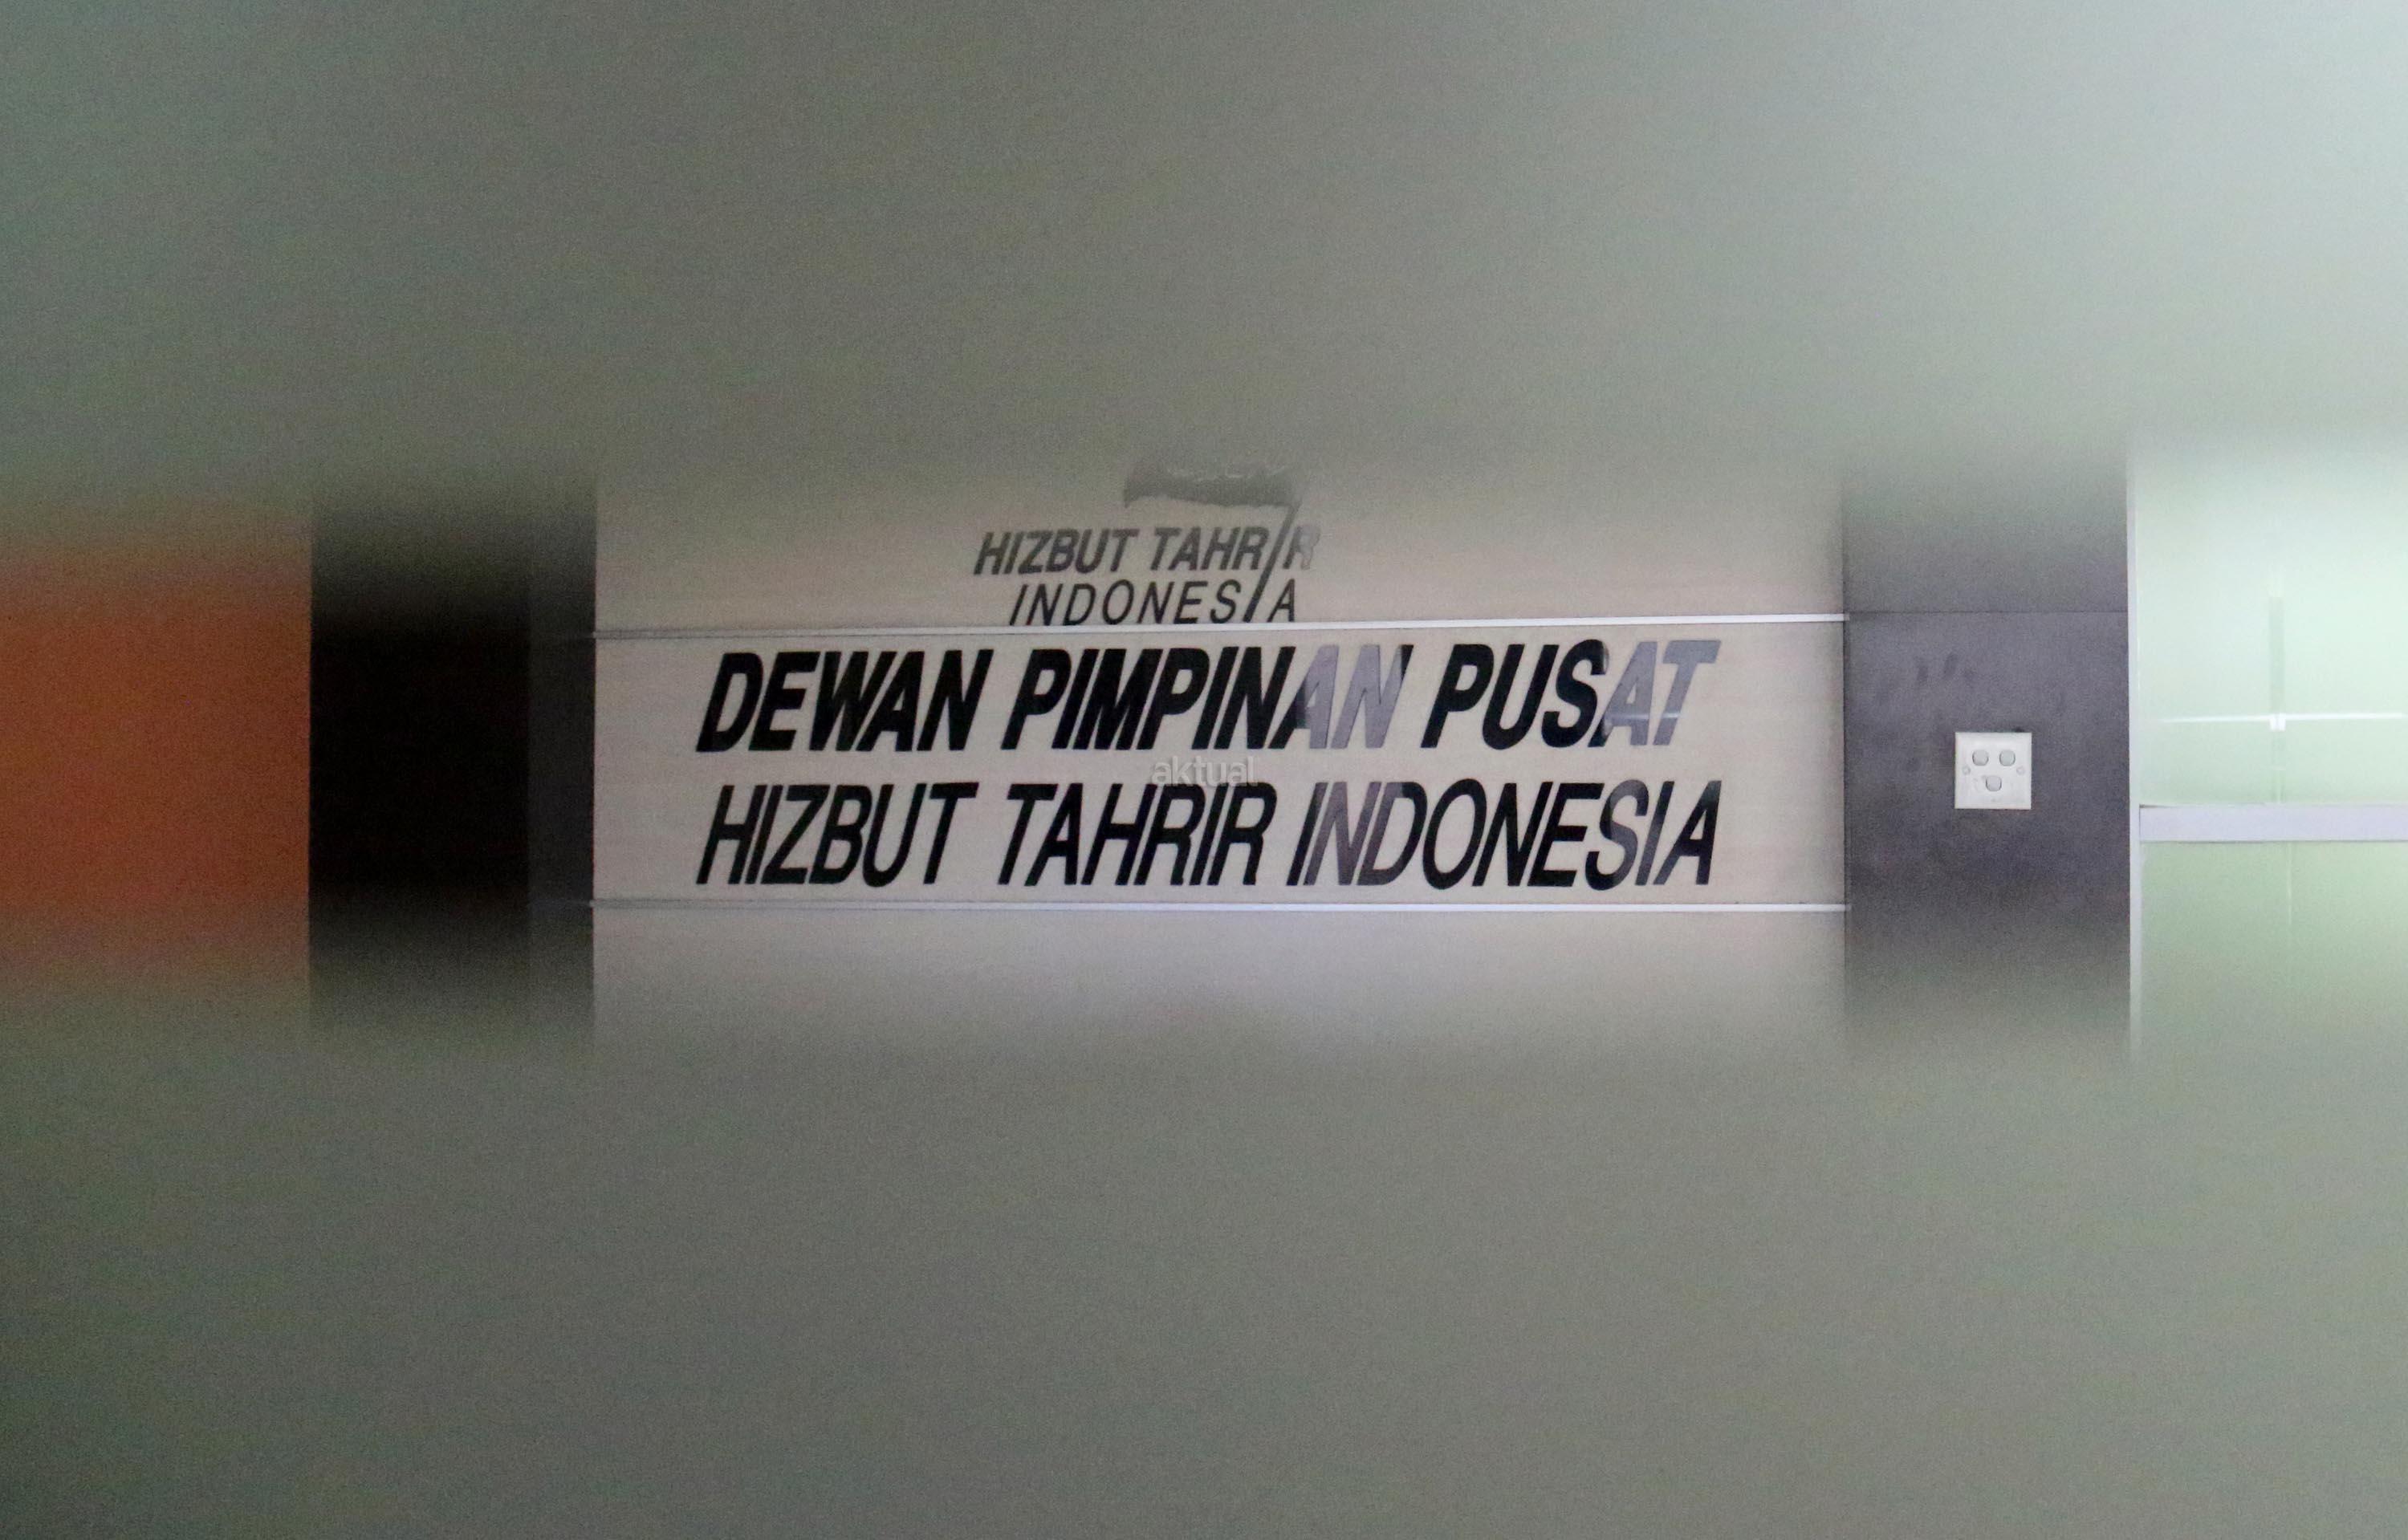 HIZBUT TAHRIR
INDONESIA
DEWAN PIMPINAN PUSAT
aktual
HIZBUT TAHRIR INDONESIA